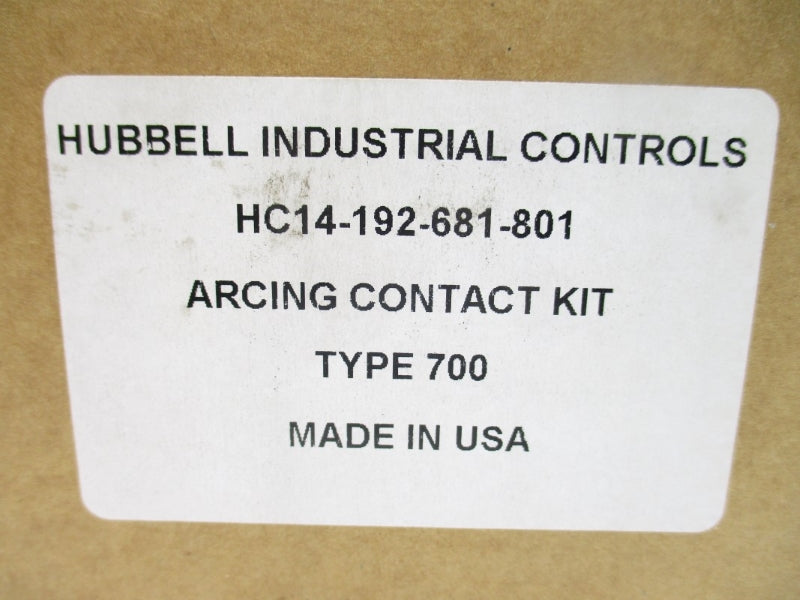 HUBBELL INDUSTRIAL CONTROLS
HC14-192-681-801
ARCING CONTACT KIT
TYPE 700
MADE IN USA